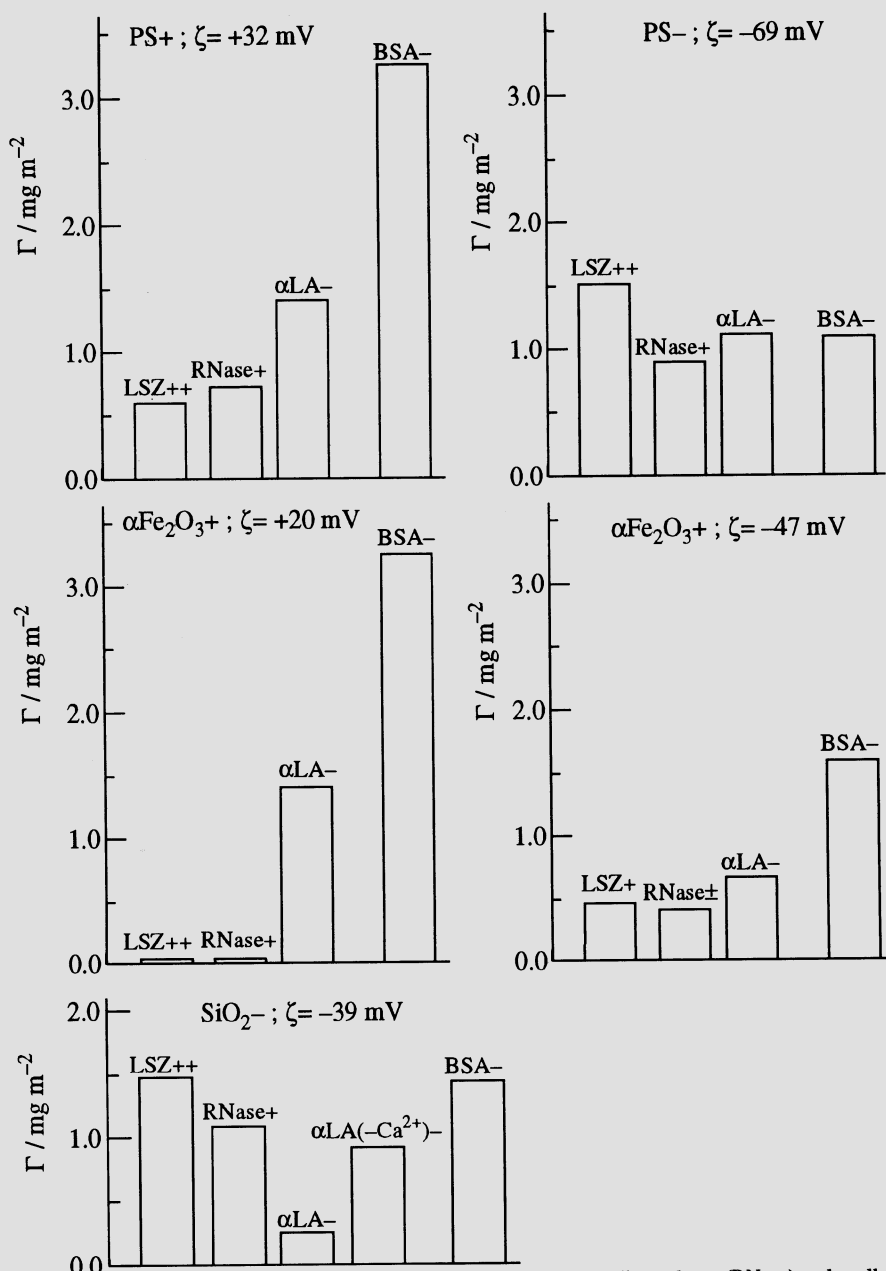 PS+ ; ζ= +32 mV
Γ / mg m⁻²
3.0
2.0
1.0
0.0
LSZ++
RNase+
αLA–
BSA–
PS– ; ζ= –69 mV
Γ / mg m⁻²
3.0
2.0
1.0
0.0
LSZ++
RNase+
αLA–
BSA–
αFe₂O₃+ ; ζ= +20 mV
Γ / mg m⁻²
3.0
2.0
1.0
0.0
LSZ++
RNase+
αLA–
BSA–
αFe₂O₃+ ; ζ= –47 mV
Γ / mg m⁻²
3.0
2.0
1.0
0.0
LSZ+
RNase±
αLA–
BSA–
SiO₂– ; ζ= –39 mV
Γ / mg m⁻²
2.0
1.0
0.0
LSZ++
RNase+
αLA–
αLA(–Ca²⁺)–
BSA–